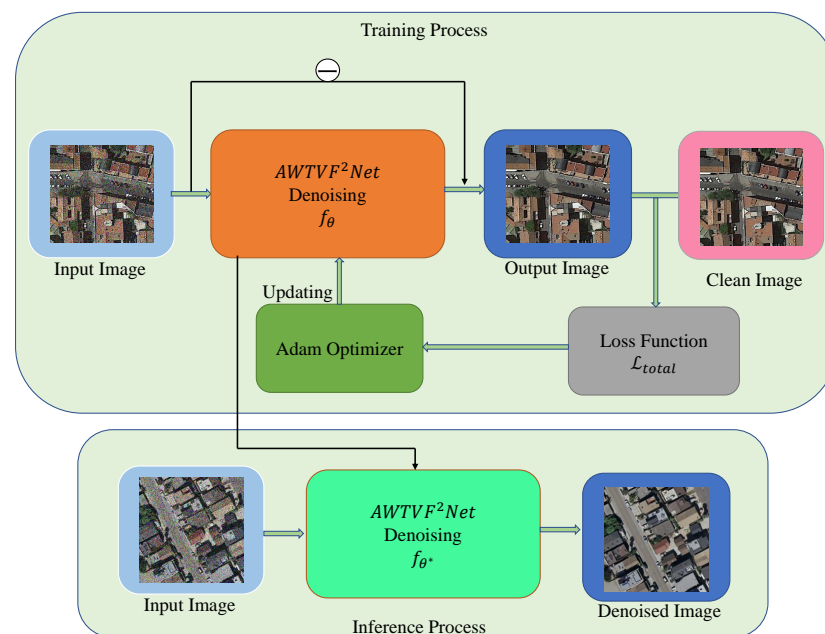 Training Process
AWTVF²Net
Denoising
f_θ
Input Image
Output Image
Clean Image
Updating
Adam Optimizer
Loss Function
ℒ_total
AWTVF²Net
Denoising
f_θ*
Input Image
Denoised Image
Inference Process